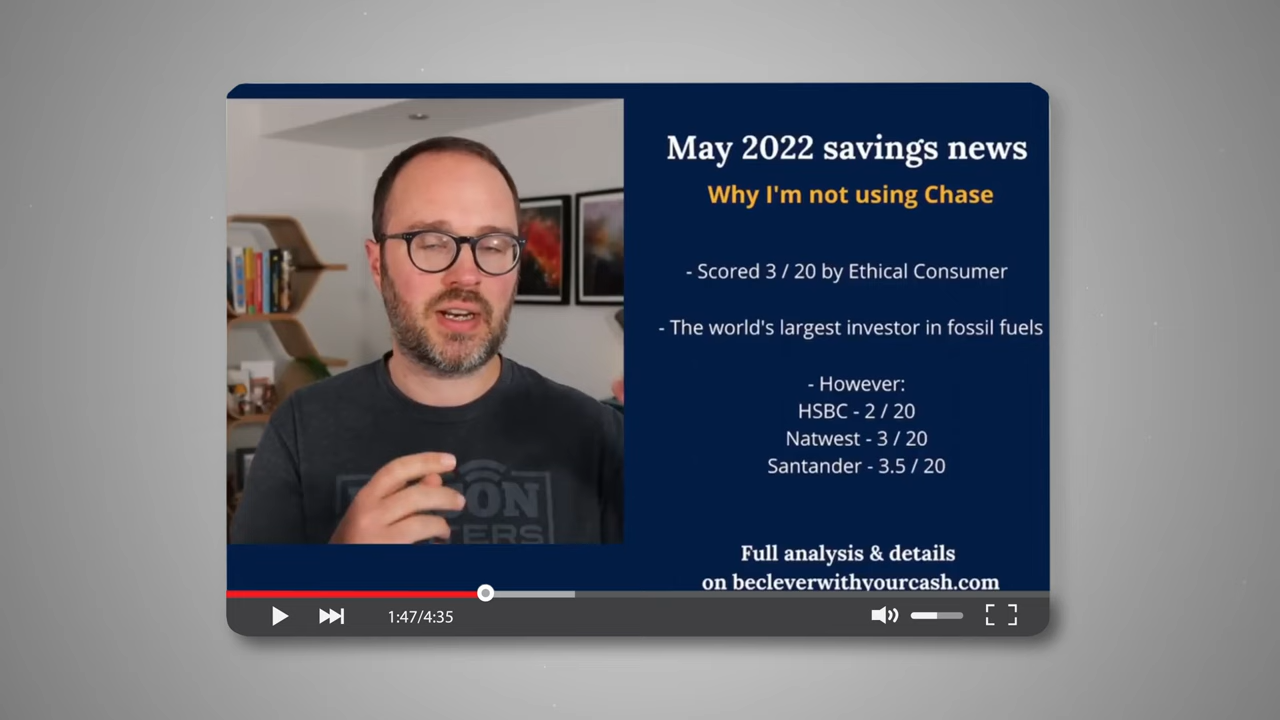 May 2022 savings news
Why I'm not using Chase
- Scored 3 / 20 by Ethical Consumer
- The world's largest investor in fossil fuels
- However:
HSBC - 2 / 20
Natwest - 3 / 20
Santander - 3.5 / 20
Full analysis & details
on becleverwithyourcash.com
1:47/4:35